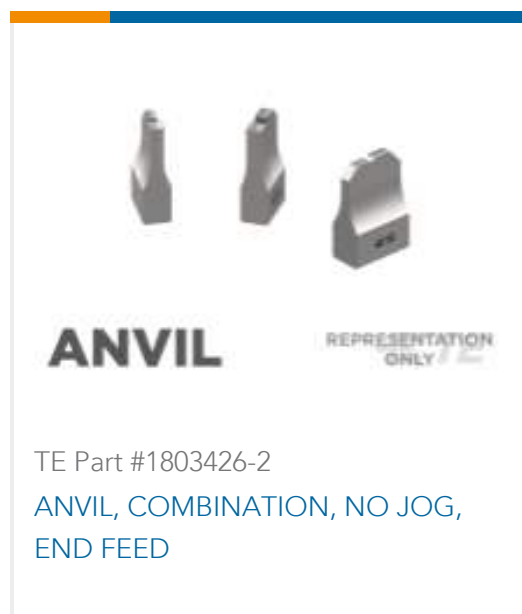 ANVIL
REPRESENTATION
ONLY
TE Part #1803426-2
ANVIL, COMBINATION, NO JOG,
END FEED